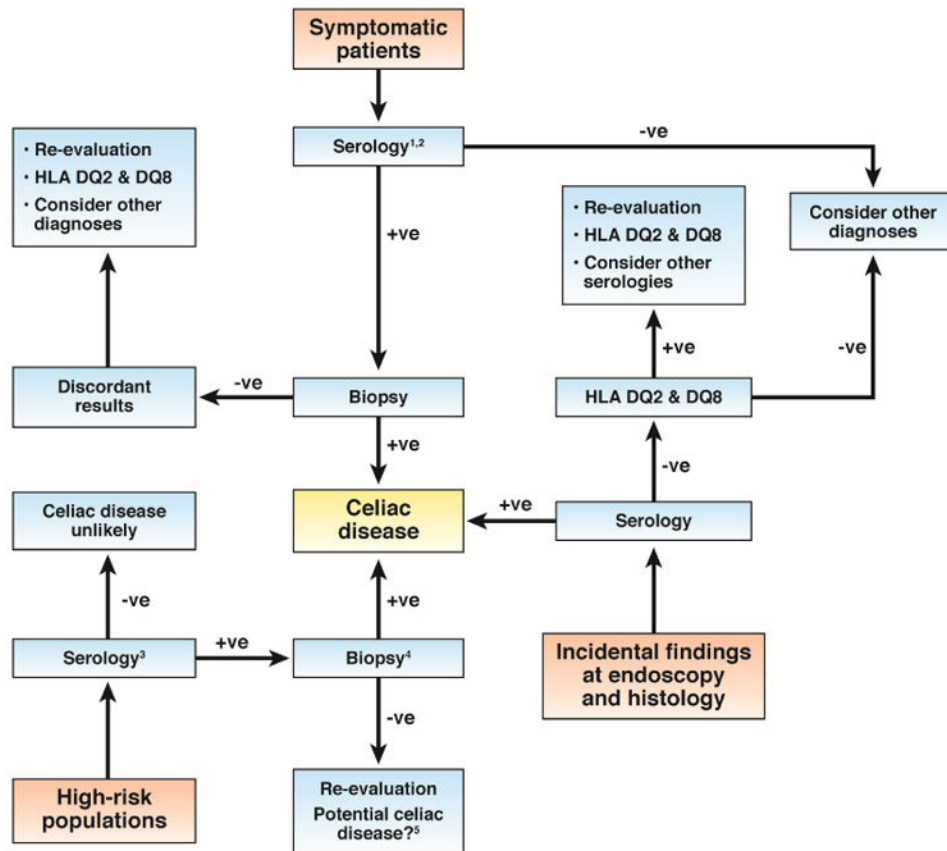 Symptomatic
patients
Serology1,2
-ve
· Re-evaluation
· HLA DQ2 & DQ8
· Consider other
diagnoses
+ve
· Re-evaluation
· HLA DQ2 & DQ8
· Consider other
serologies
Consider other
diagnoses
+ve
-ve
Discordant
results
-ve
Biopsy
HLA DQ2 & DQ8
+ve
-ve
Celiac disease
unlikely
Celiac
disease
+ve
Serology
-ve
+ve
Serology3
+ve
Biopsy4
Incidental findings
at endoscopy
and histology
-ve
High-risk
populations
Re-evaluation
Potential celiac
disease?5